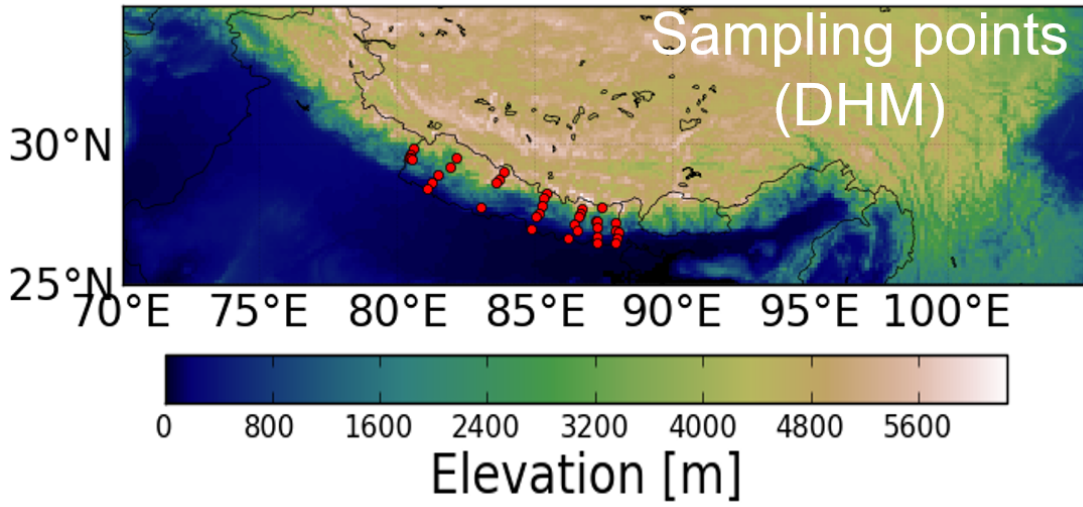 Sampling points
(DHM)
30°N
25°N
70°E 75°E 80°E 85°E 90°E 95°E 100°E
0 800 1600 2400 3200 4000 4800 5600
Elevation [m]